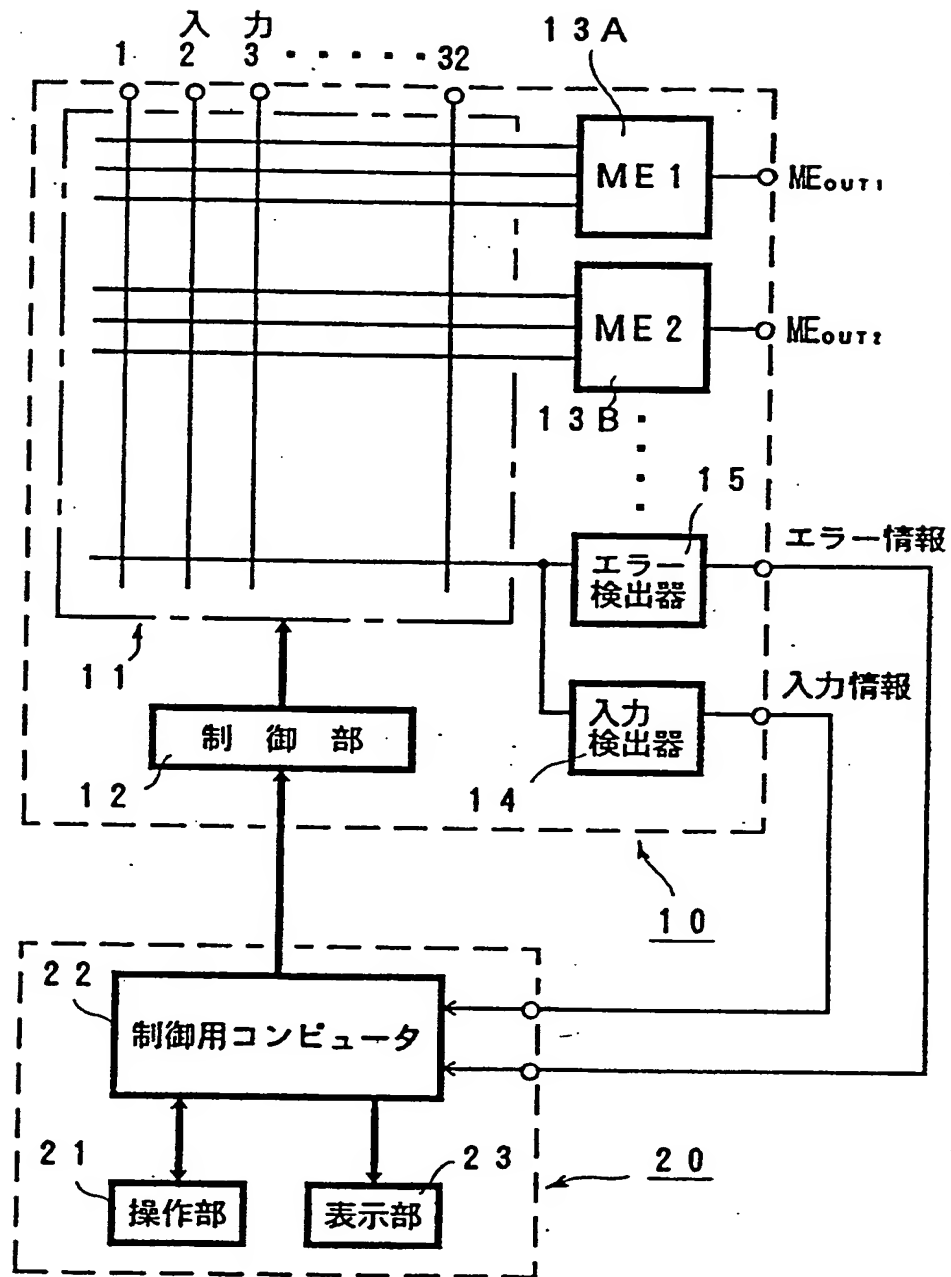 入 力
1 2 3 ・・・・・ 32
13A
ME1
MEOUT1
ME2
MEOUT2
13B
15
エラー情報
エラー
検出器
11
入力情報
入力
検出器
制 御 部
12
14
10
22
制御用コンピュータ
21
操作部
23
表示部
20